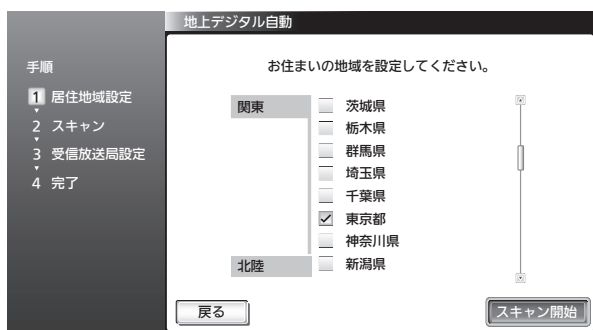 地上デジタル自動
手順
1 居住地域設定
2 スキャン
3 受信放送局設定
4 完了
お住まいの地域を設定してください。
関東
茨城県
栃木県
群馬県
埼玉県
千葉県
東京都
神奈川県
北陸
新潟県
戻る
スキャン開始